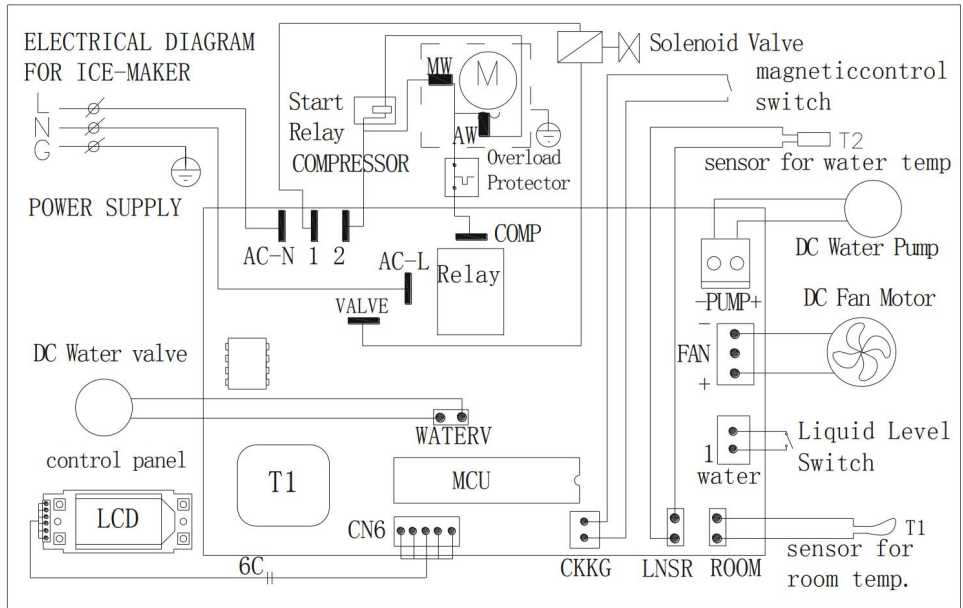 ELECTRICAL DIAGRAM
FOR ICE-MAKER
L
N
G
POWER SUPPLY
Start
Relay
COMPRESSOR
MW
M
AW
Overload
Protector
Solenoid Valve
magneticcontrol
switch
T2
sensor for water temp
DC Water Pump
AC-N 1 2
COMP
AC-L
Relay
VALVE
-PUMP+
DC Fan Motor
-
FAN
+
DC Water valve
WATERV
1
water
Liquid Level
Switch
control panel
LCD
T1
MCU
CN6
6C
CKKG
LNSR
ROOM
T1
sensor for
room temp.